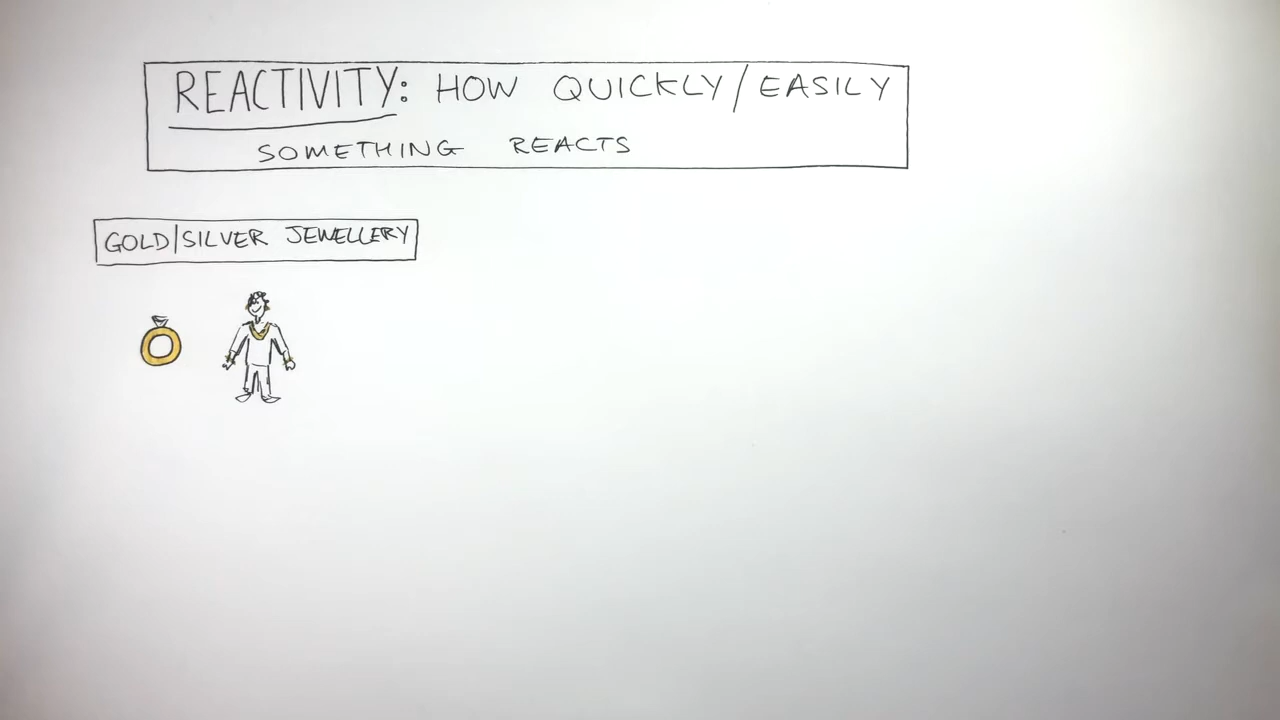 REACTIVITY: HOW QUICKLY/EASILY
SOMETHING REACTS
GOLD/SILVER JEWELLERY